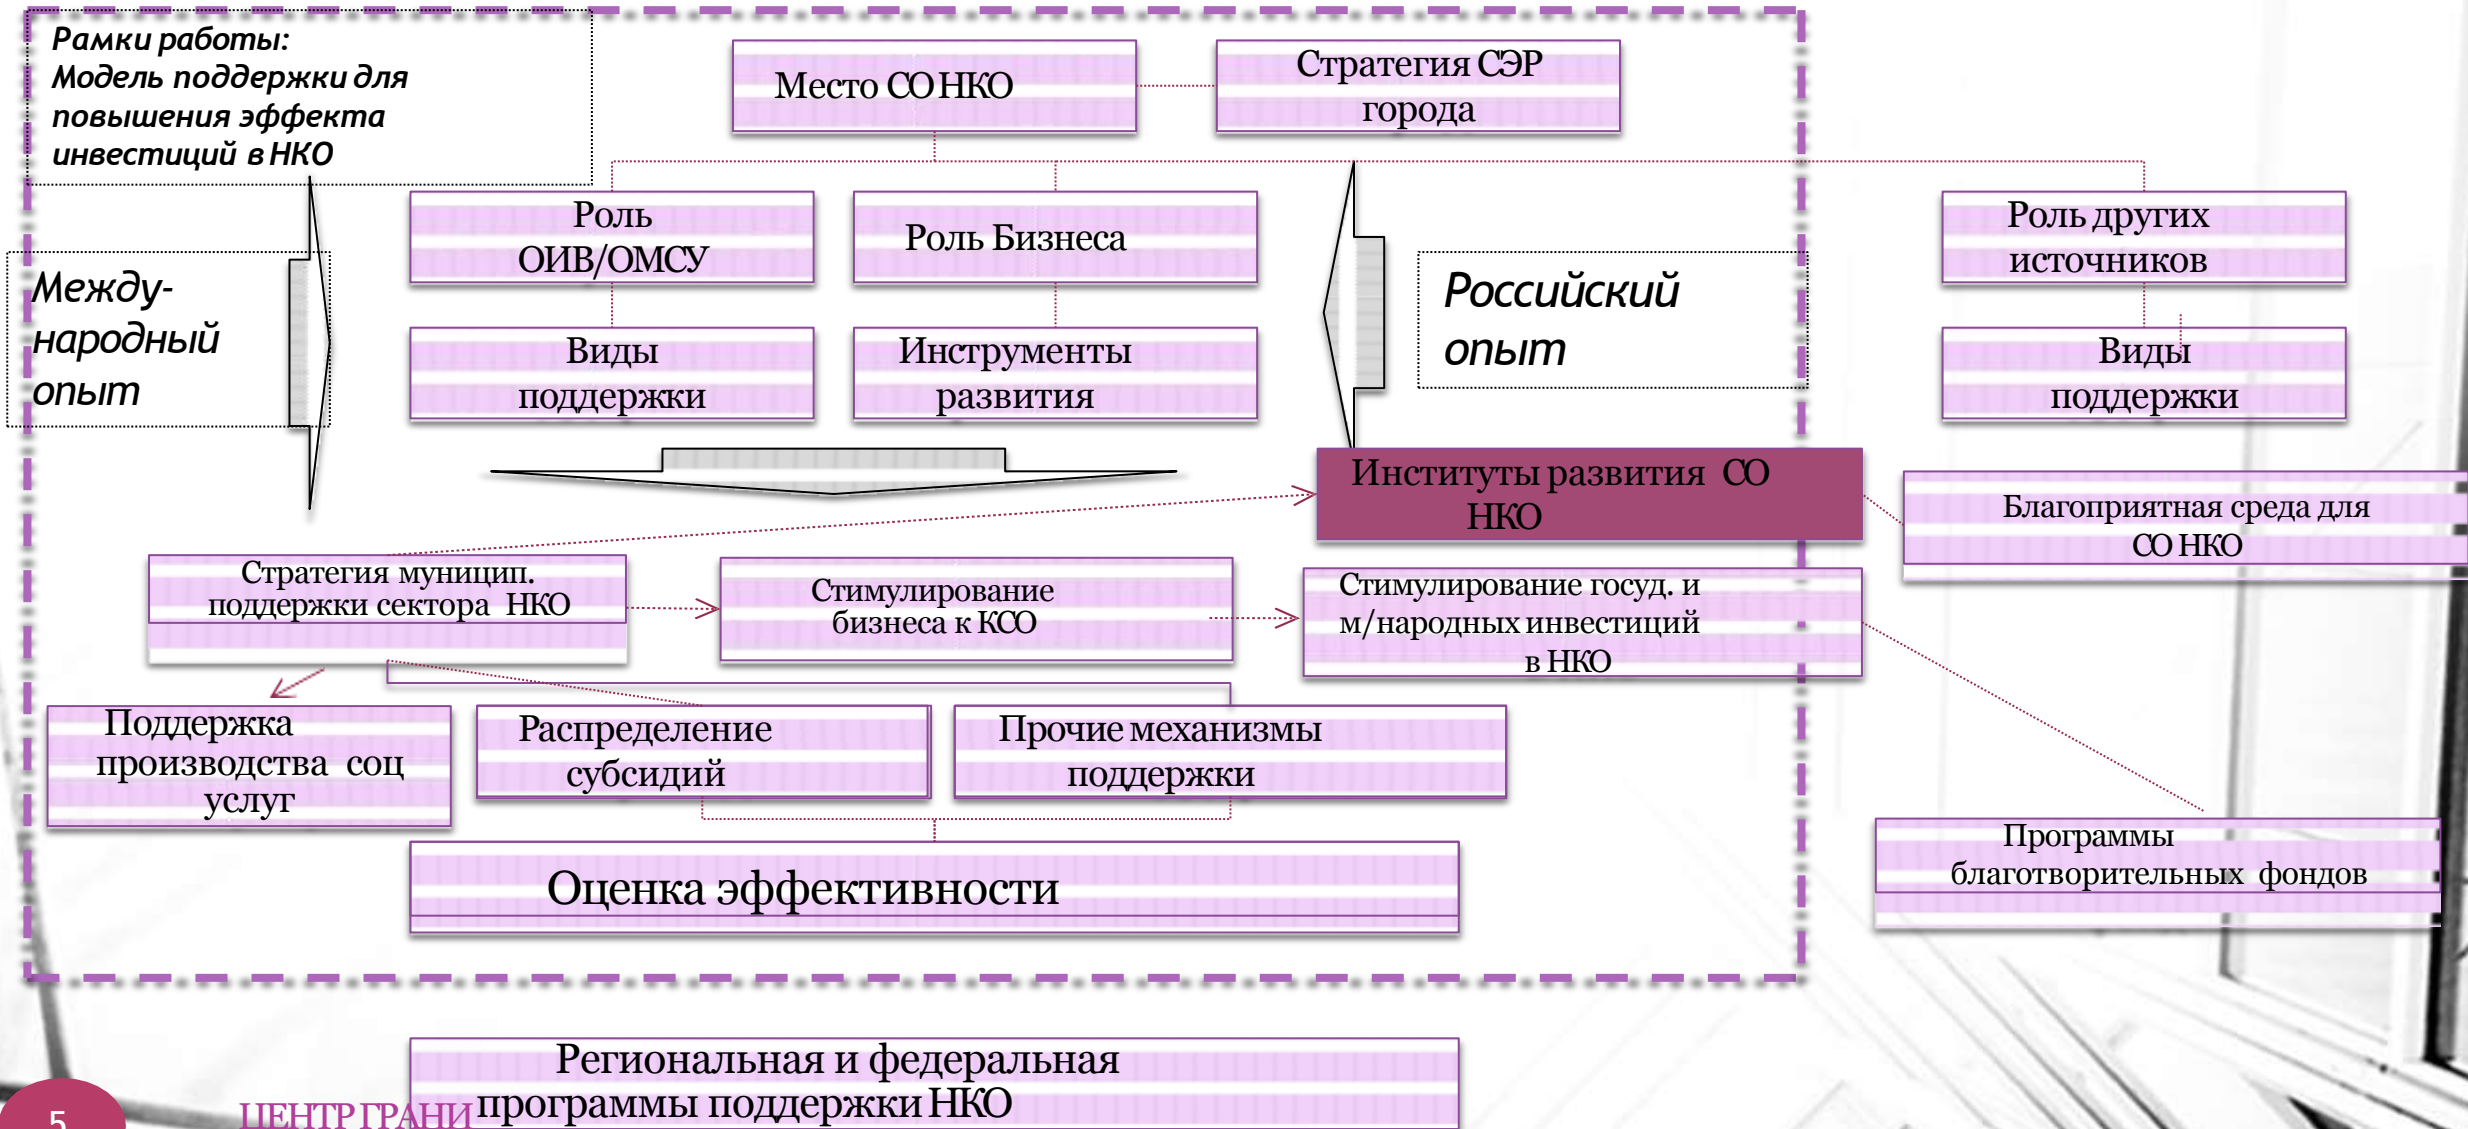 Рамки работы:
Модель поддержки для
повышения эффекта
инвестиций в НКО
Место СО НКО
Стратегия СЭР
города
Роль
ОИВ/ОМСУ
Роль Бизнеса
Роль других
источников
Между-
народный
опыт
Российский
опыт
Виды
поддержки
Инструменты
развития
Виды
поддержки
Институты развития СО
НКО
Благоприятная среда для
СО НКО
Стратегия муницип.
поддержки сектора НКО
Стимулирование
бизнеса к КСО
Стимулирование госуд. и
м/народных инвестиций
в НКО
Поддержка
производства соц
услуг
Распределение
субсидий
Прочие механизмы
поддержки
Программы
благотворительных фондов
Оценка эффективности
Региональная и федеральная
программы поддержки НКО
5
ЦЕНТР ГРАНИ